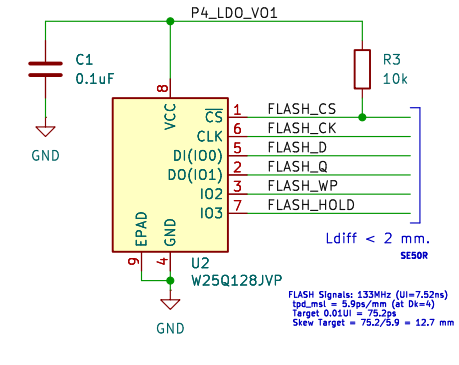 P4_LDO_VO1
C1
0.1uF
GND
R3
10k
8
VCC
CS 1 FLASH_CS
CLK 6 FLASH_CK
DI(IO0) 5 FLASH_D
DO(IO1) 2 FLASH_Q
IO2 3 FLASH_WP
IO3 7 FLASH_HOLD
EPAD
GND
9
4
U2
W25Q128JVP
GND
Ldiff < 2 mm.
SE50R
FLASH Signals: 133MHz (UI=7.52ns)
tpd_msl = 5.9ps/mm (at Dk=4)
Target 0.01UI = 75.2ps
Skew Target = 75.2/5.9 = 12.7 mm